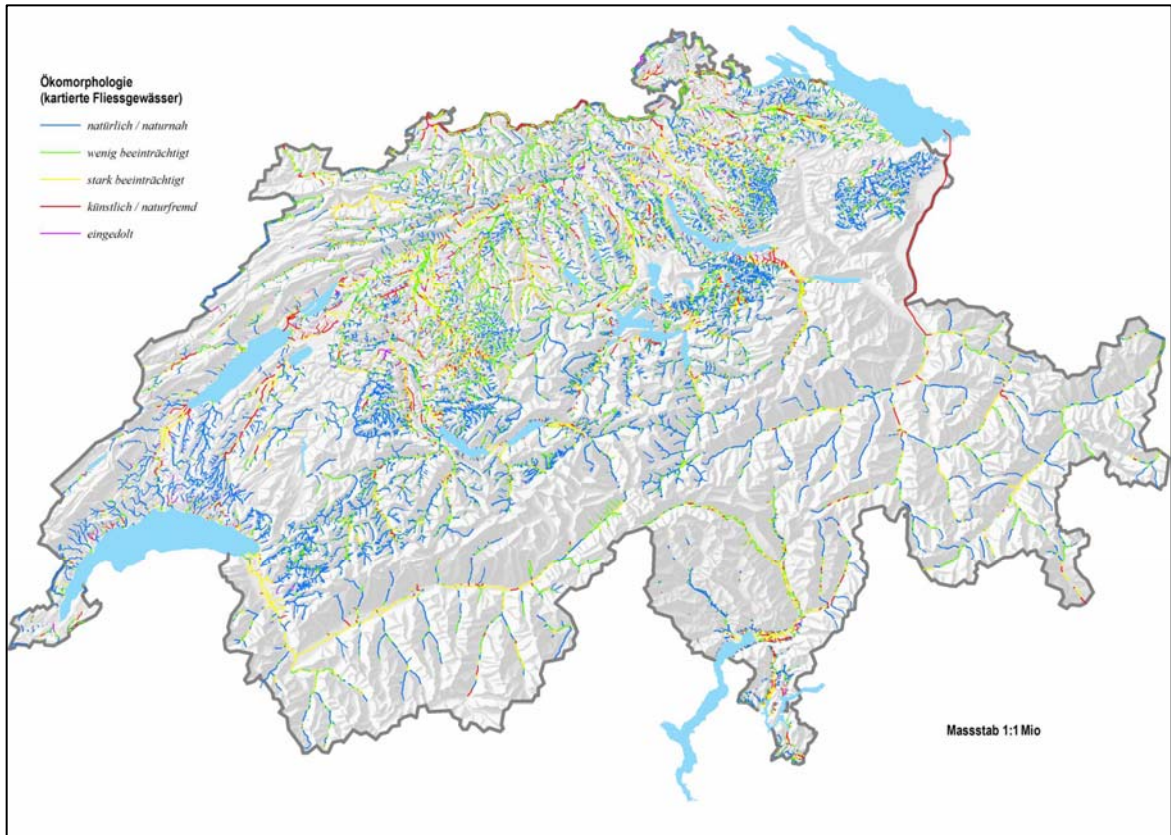 Ökomorphologie
(kartierte Fliessgewässer)
natürlich / naturnah
wenig beeinträchtigt
stark beeinträchtigt
künstlich / naturfremd
eingedolt
Massstab 1:1 Mio